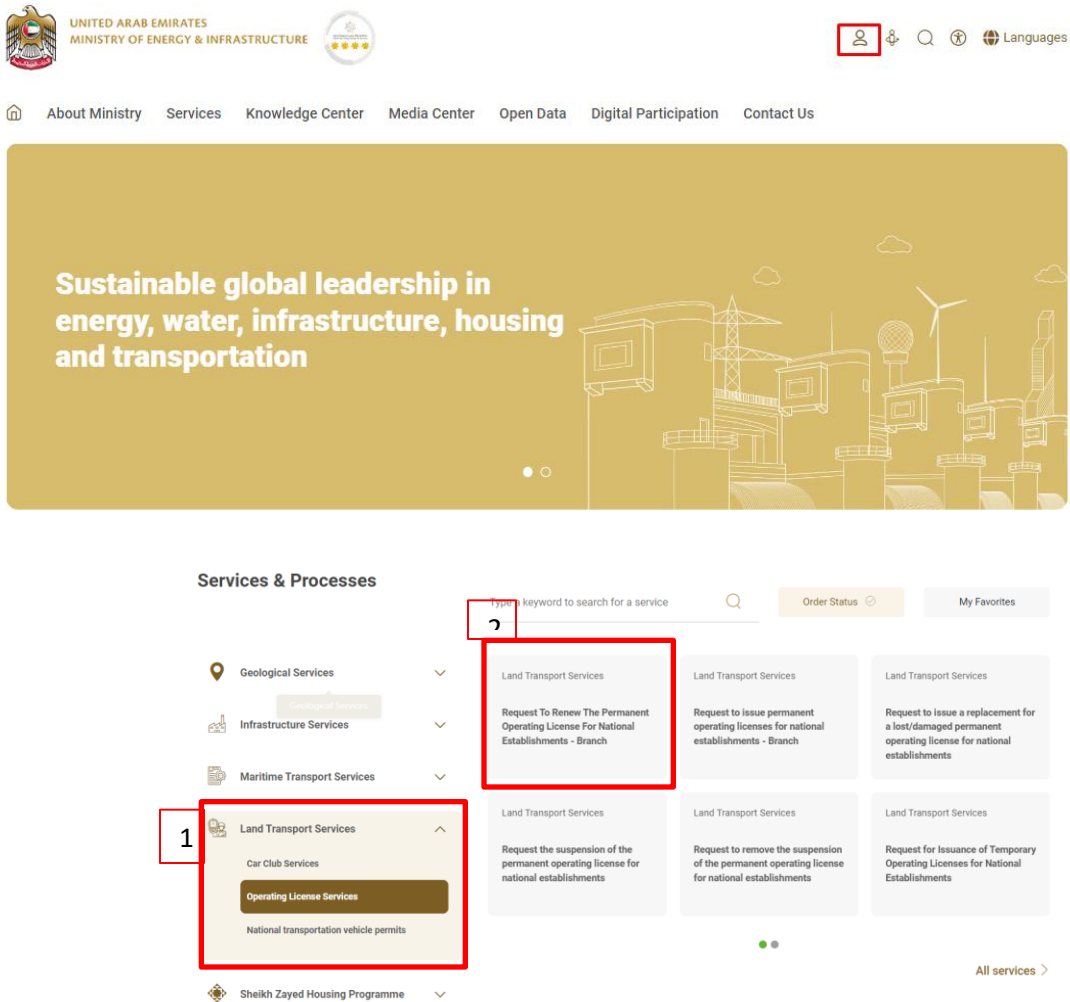 UNITED ARAB EMIRATES
MINISTRY OF ENERGY & INFRASTRUCTURE
Languages
About Ministry Services Knowledge Center Media Center Open Data Digital Participation Contact Us
Sustainable global leadership in
energy, water, infrastructure, housing
and transportation
Services & Processes
Type a keyword to search for a service
Order Status
My Favorites
2
Geological Services
Geological Services
Infrastructure Services
Maritime Transport Services
1
Land Transport Services
Car Club Services
Operating License Services
National transportation vehicle permits
Sheikh Zayed Housing Programme
Land Transport Services
Request To Renew The Permanent
Operating License For National
Establishments - Branch
Land Transport Services
Request to issue permanent
operating licenses for national
establishments - Branch
Land Transport Services
Request to issue a replacement for
a lost/damaged permanent
operating license for national
establishments
Land Transport Services
Request the suspension of the
permanent operating license for
national establishments
Land Transport Services
Request to remove the suspension
of the permanent operating license
for national establishments
Land Transport Services
Request for Issuance of Temporary
Operating Licenses for National
Establishments
All services